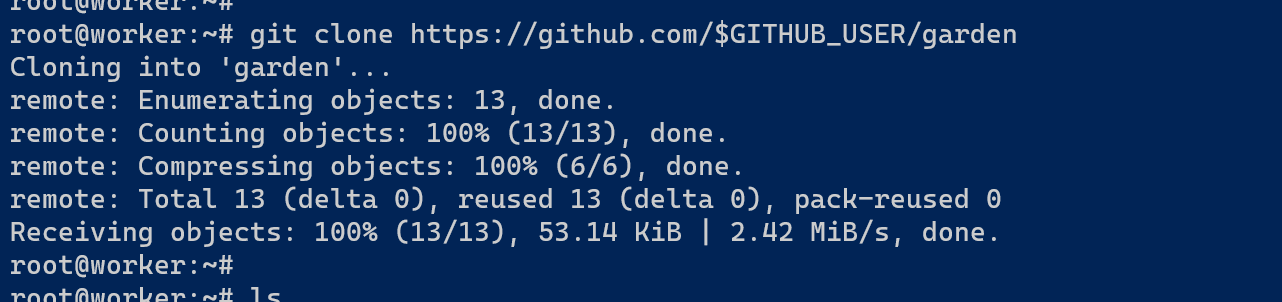 root@worker:~#
root@worker:~# git clone https://github.com/$GITHUB_USER/garden
Cloning into 'garden'...
remote: Enumerating objects: 13, done.
remote: Counting objects: 100% (13/13), done.
remote: Compressing objects: 100% (6/6), done.
remote: Total 13 (delta 0), reused 13 (delta 0), pack-reused 0
Receiving objects: 100% (13/13), 53.14 KiB | 2.42 MiB/s, done.
root@worker:~#
root@worker:~# ls